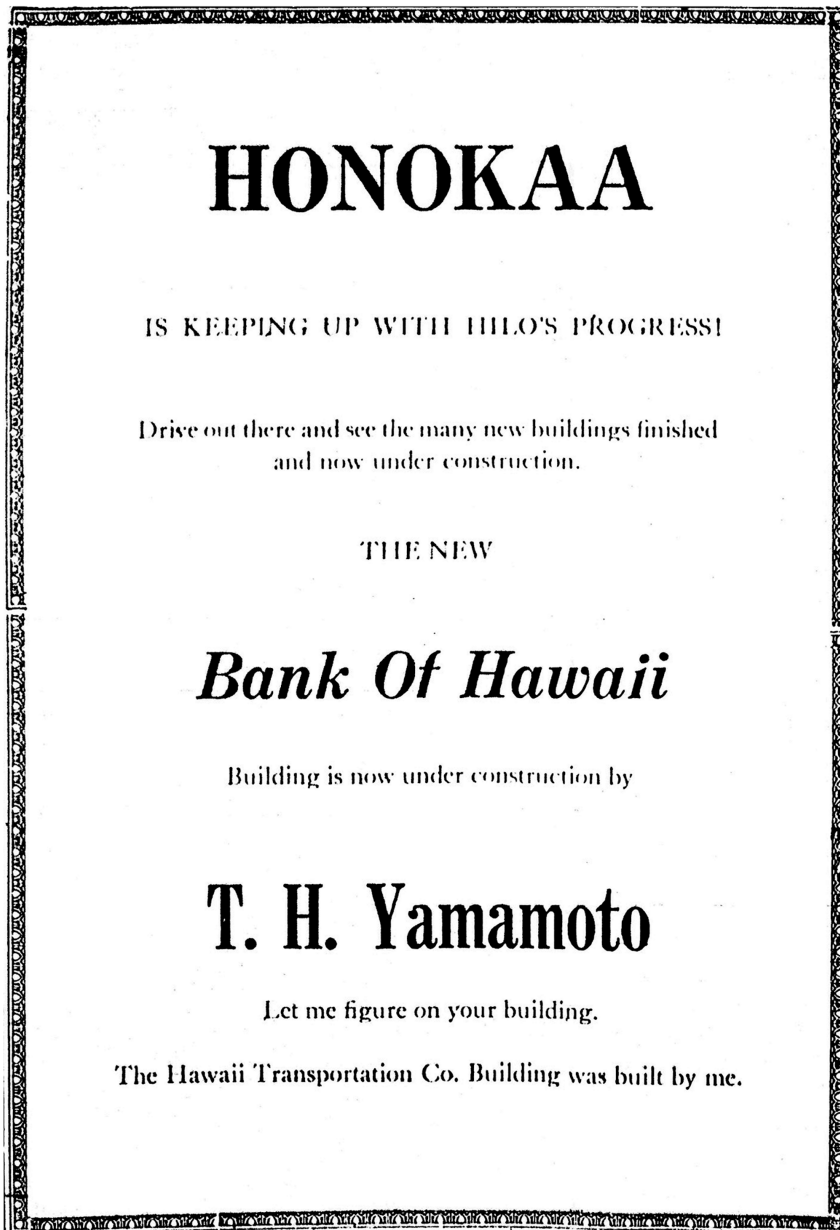 HONOKAA
IS KEEPING UP WITH HILO'S PROGRESS!
Drive out there and see the many new buildings finished
and now under construction.
THE NEW
Bank Of Hawaii
Building is now under construction by
T. H. Yamamoto
Let me figure on your building.
The Hawaii Transportation Co. Building was built by me.